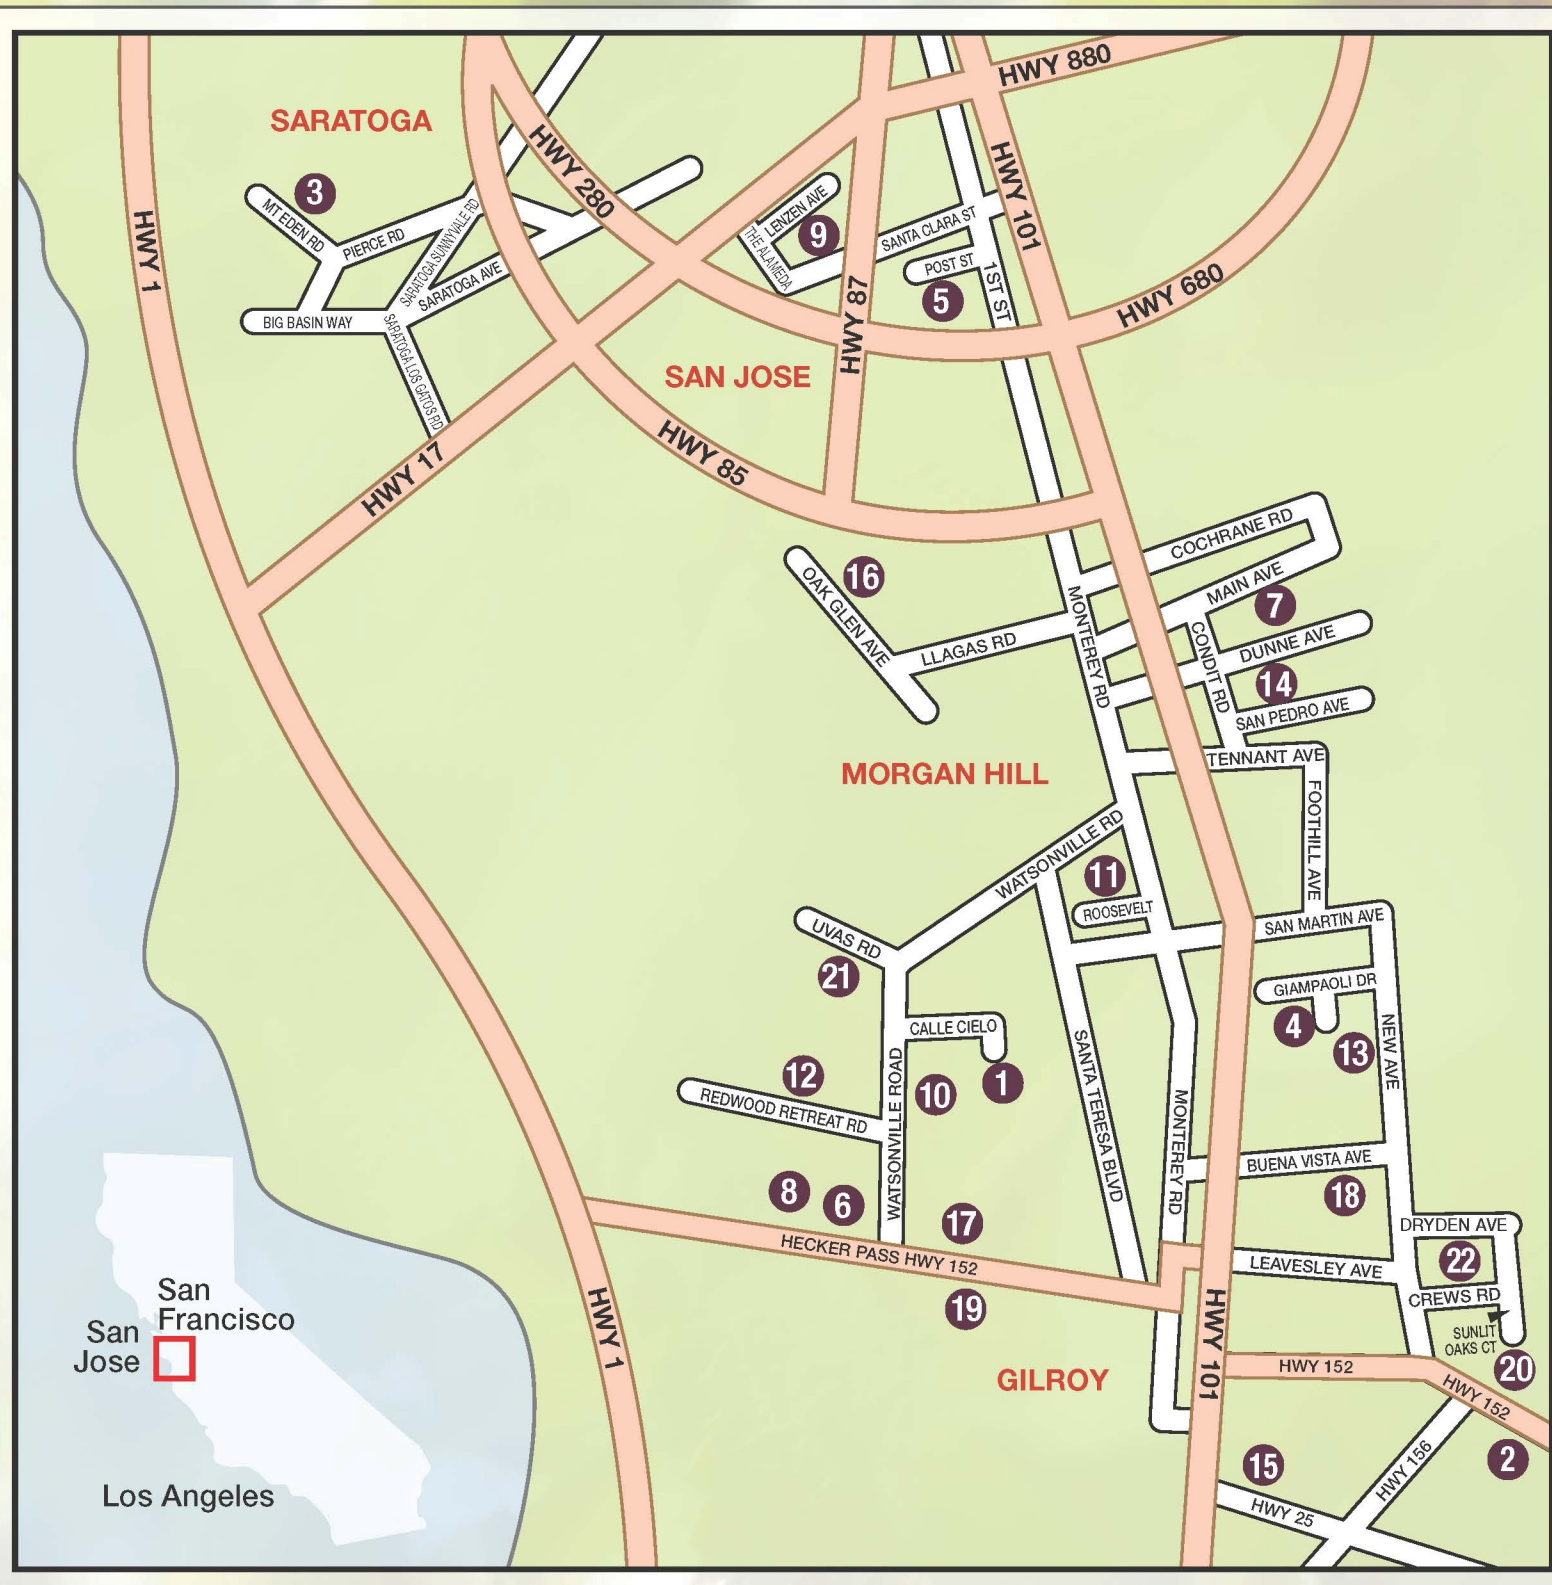 HWY 880
SARATOGA
HWY 1
3
MT EDEN RD
PIERCE RD
SARATOGA SUNNYVALE RD
SARATOGA AVE
BIG BASIN WAY
SARATOGA LOS GATOS RD
HWY 280
LENZEN AVE
THE ALAMEDA
9
SANTA CLARA ST
POST ST
5
1ST ST
HWY 101
HWY 680
HWY 87
SAN JOSE
HWY 85
HWY 17
COCHRANE RD
16
OAK GLEN AVE
LLAGAS RD
MONTEREY RD
MAIN AVE
7
CONDIT RD
DUNNE AVE
14
SAN PEDRO AVE
TENNANT AVE
MORGAN HILL
FOOTHILL AVE
WATSONVILLE RD
11
ROOSEVELT
SAN MARTIN AVE
UVAS RD
21
GIAMPAOLI DR
4
13
NEW AVE
CALLE CIELO
1
10
12
REDWOOD RETREAT RD
WATSONVILLE ROAD
SANTA TERESA BLVD
MONTEREY RD
BUENA VISTA AVE
18
8
6
17
HECKER PASS HWY 152
19
DRYDEN AVE
22
LEAVESLEY AVE
CREWS RD
SUNLIT
OAKS CT
20
HWY 1
HWY 101
GILROY
HWY 152
HWY 152
2
HWY 156
15
HWY 25
San
Francisco
San
Jose
Los Angeles